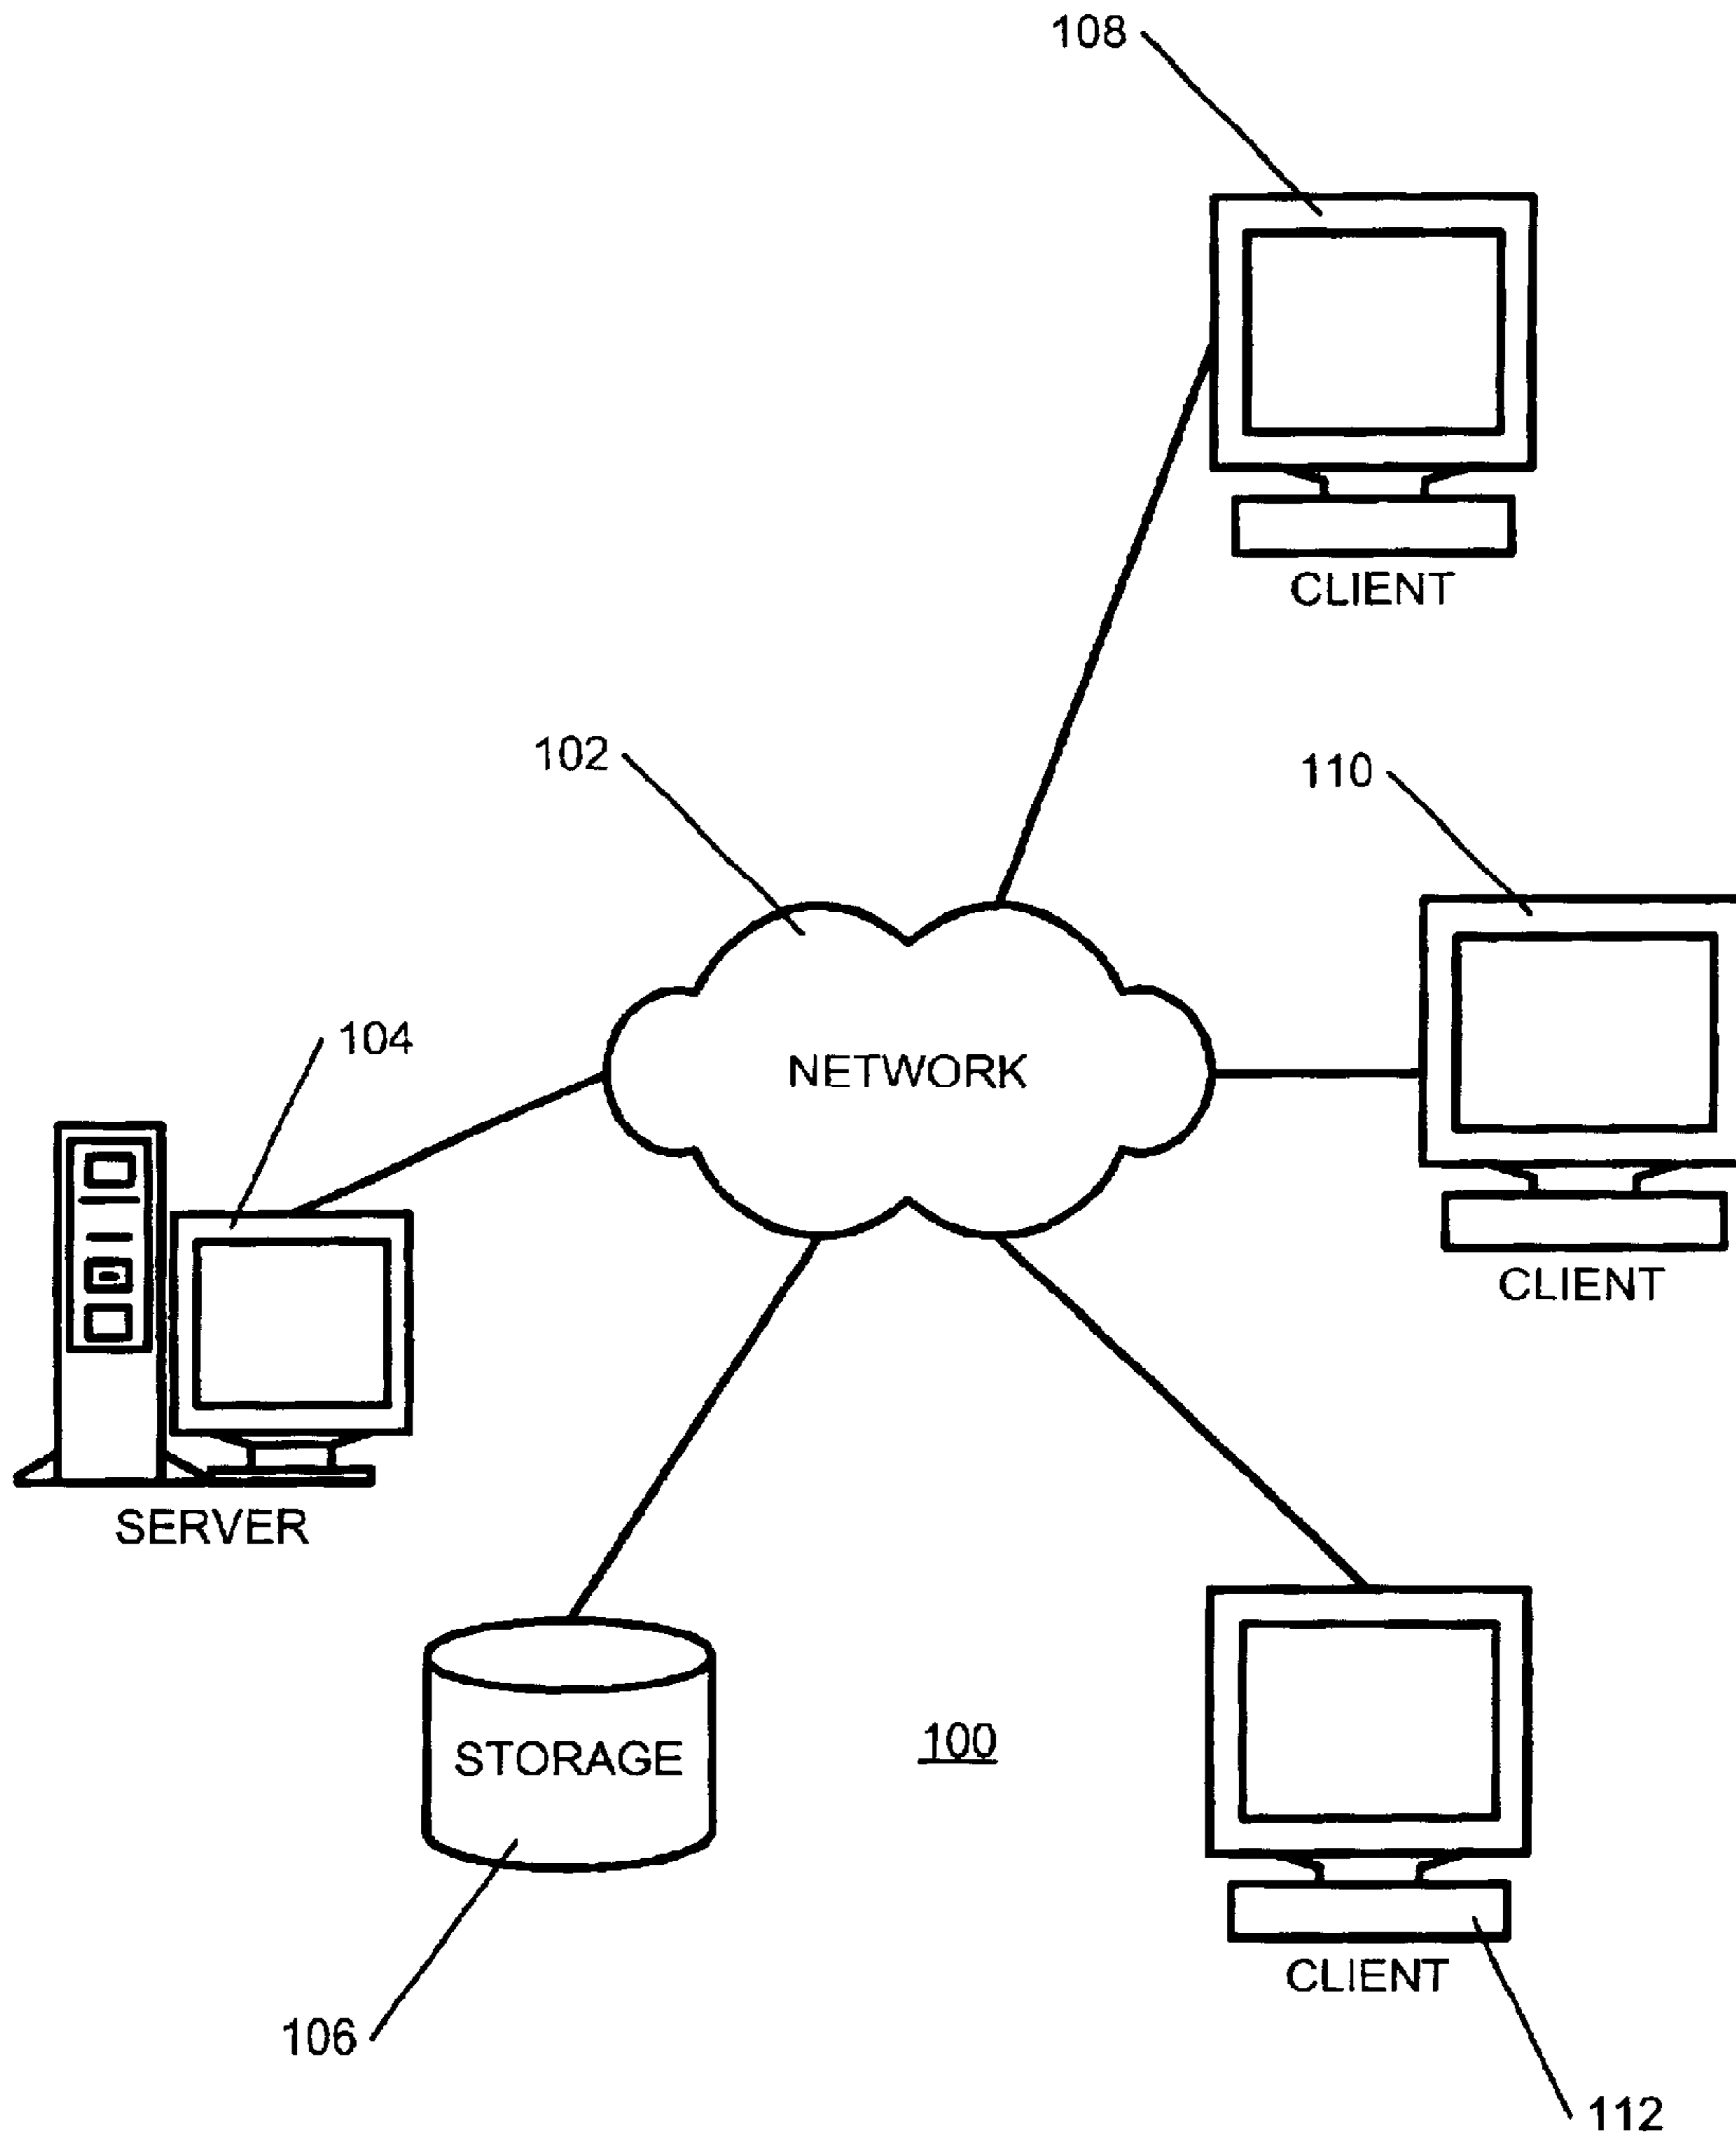 108
CLIENT
102
110
104
NETWORK
CLIENT
SERVER
STORAGE
100
CLIENT
106
112